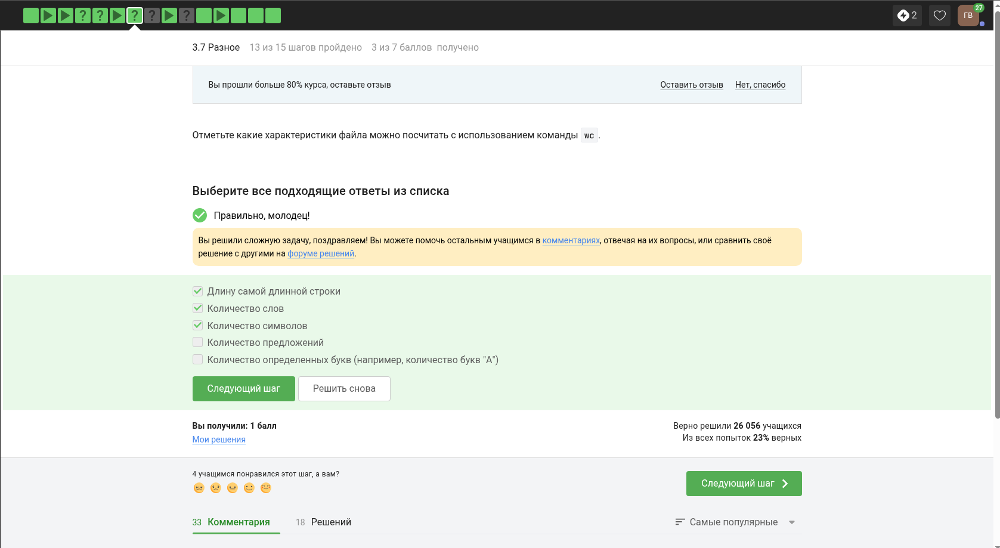 ? ? ? ? ?
2
ГВ
27
3.7 Разное 13 из 15 шагов пройдено 3 из 7 баллов получено
Вы прошли больше 80% курса, оставьте отзыв Оставить отзыв Нет, спасибо
Отметьте какие характеристики файла можно посчитать с использованием команды wc.
Выберите все подходящие ответы из списка
Правильно, молодец!
Вы решили сложную задачу, поздравляем! Вы можете помочь остальным учащимся в комментариях, отвечая на их вопросы, или сравнить своё
решение с другими на форуме решений.
Длину самой длинной строки
Количество слов
Количество символов
Количество предложений
Количество определенных букв (например, количество букв "А")
Следующий шаг Решить снова
Вы получили: 1 балл Верно решили 26 056 учащихся
Мои решения Из всех попыток 23% верных
4 учащимся понравился этот шаг, а вам?
Следующий шаг
33 Комментария 18 Решений Самые популярные